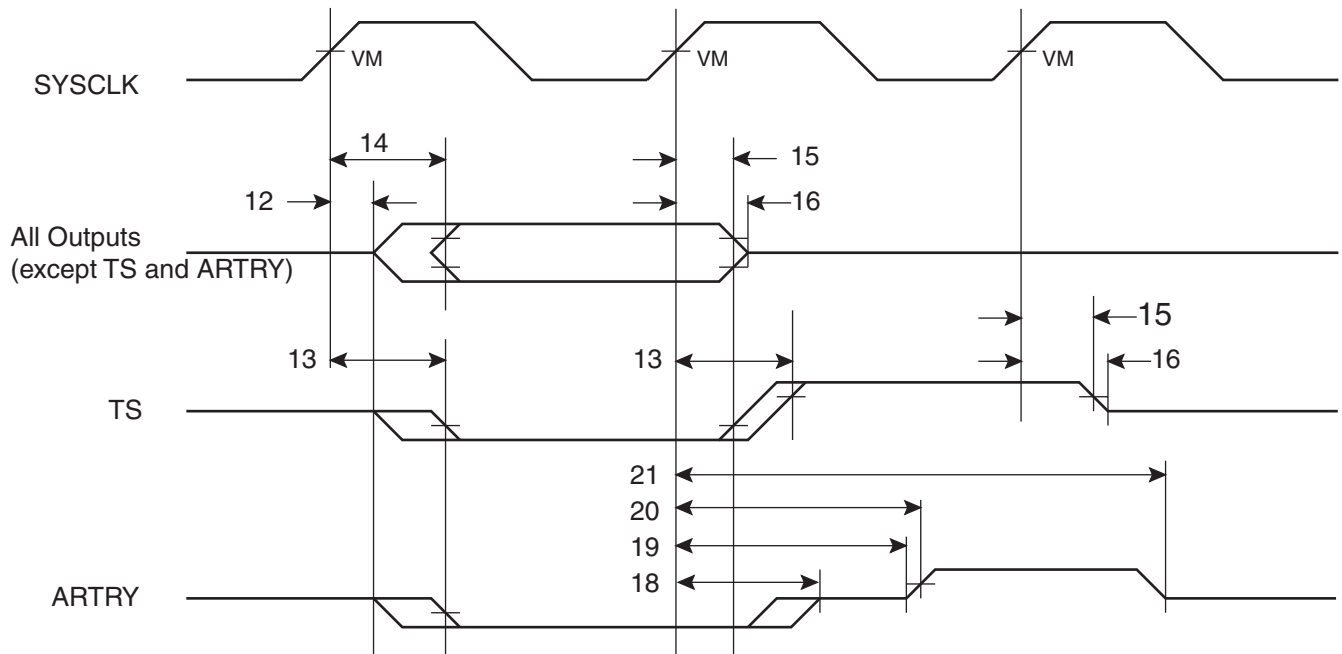 VM
VM
VM
SYSCLK
14
15
12
16
All Outputs
(except TS and ARTRY)
15
13
13
16
TS
21
20
19
18
ARTRY